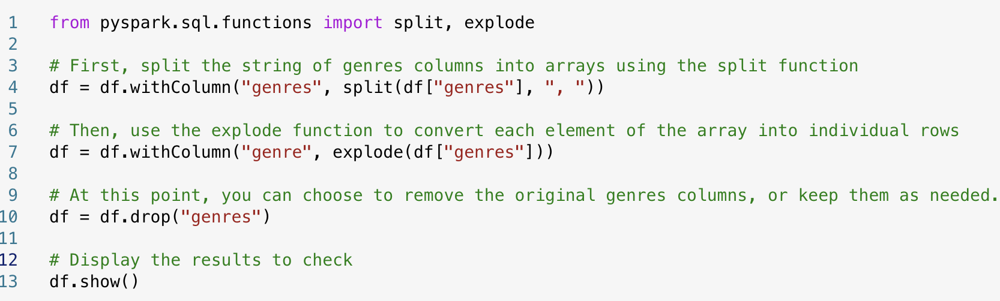 1 from pyspark.sql.functions import split, explode
2
3 # First, split the string of genres columns into arrays using the split function
4 df = df.withColumn("genres", split(df["genres"], ", "))
5
6 # Then, use the explode function to convert each element of the array into individual rows
7 df = df.withColumn("genre", explode(df["genres"]))
8
9 # At this point, you can choose to remove the original genres columns, or keep them as needed.
10 df = df.drop("genres")
11
12 # Display the results to check
13 df.show()